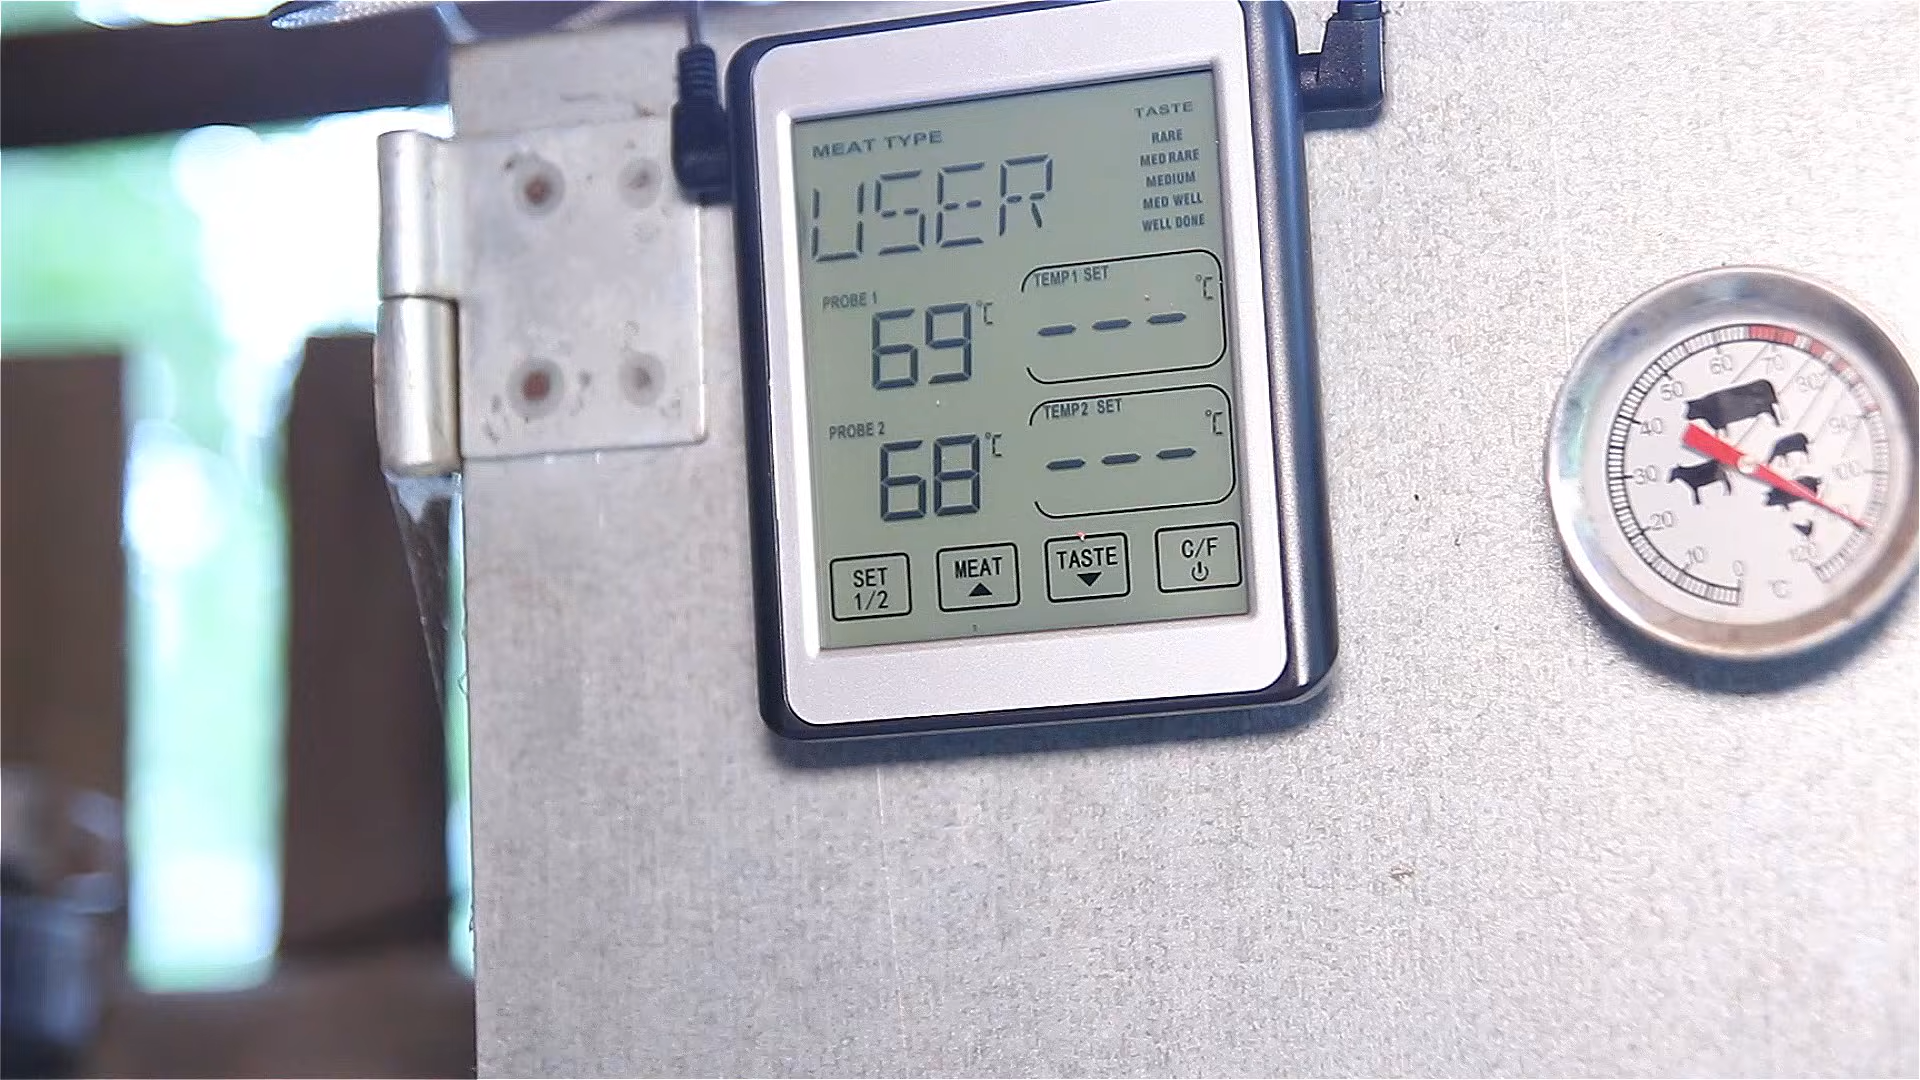 MEAT TYPE
USER
TASTE
RARE
MED RARE
MEDIUM
MED WELL
WELL DONE
PROBE 1
69°C
TEMP1 SET
--- °C
PROBE 2
68°C
TEMP2 SET
--- °C
SET
1/2
MEAT
TASTE
C/F
0
10
20
30
40
50
60
70
80
90
100
120
°C